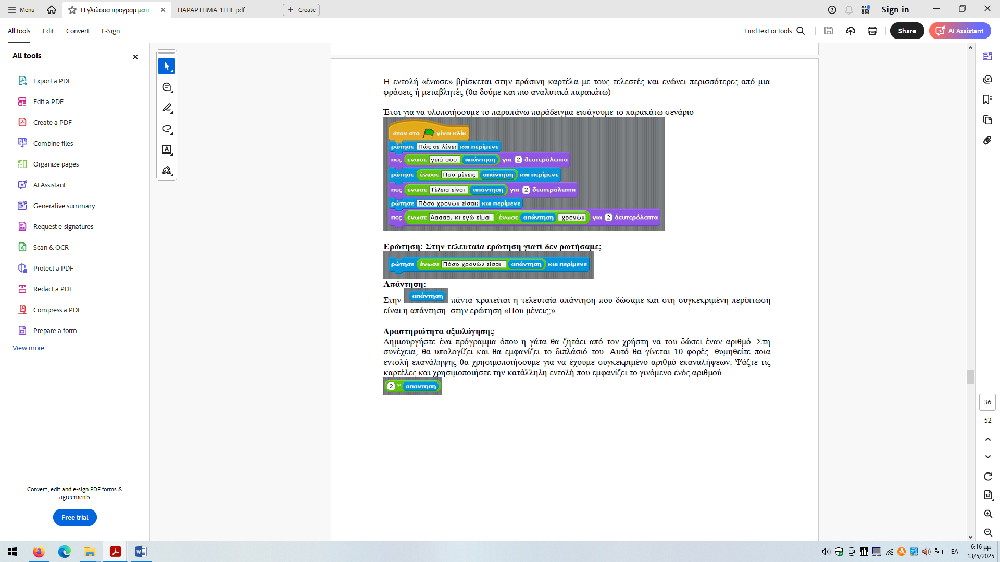 Menu
Η γλώσσα προγραμματι...
ΠΑΡΑΡΤΗΜΑ 1ΤΠΕ.pdf
Create
Sign in
All tools
Edit
Convert
E-Sign
Find text or tools
Share
AI Assistant
All tools
Export a PDF
Edit a PDF
Create a PDF
Combine files
Organize pages
AI Assistant
Generative summary
Request e-signatures
Scan & OCR
Protect a PDF
Redact a PDF
Compress a PDF
Prepare a form
View more
Convert, edit and e-sign PDF forms &
agreements
Free trial
Η εντολή «ένωσε» βρίσκεται στην πράσινη καρτέλα με τους τελεστές και ενώνει περισσότερες από μια
φράσεις ή μεταβλητές (θα δούμε και πιο αναλυτικά παρακάτω)
Έτσι για να υλοποιήσουμε το παραπάνω παράδειγμα εισάγουμε το παρακάτω σενάριο
όταν στο γίνει κλίκ
ρώτησε Πώς σε λένε; και περίμενε
πες ένωσε γειά σου απάντηση για 2 δευτερόλεπτα
ρώτησε ένωσε Που μένεις απάντηση και περίμενε
πες ένωσε Τέλεια είναι απάντηση για 2 δευτερόλεπτα
ρώτησε Πόσο χρονών είσαι; και περίμενε
πες ένωσε Ααααα, κι εγώ είμαι ένωσε απάντηση χρονών για 2 δευτερόλεπτα
Ερώτηση: Στην τελευταία ερώτηση γιατί δεν ρωτήσαμε;
ρώτησε ένωσε Πόσο χρονών είσαι απάντηση και περίμενε
Απάντηση:
Στην απάντηση πάντα κρατείται η τελευταία απάντηση που δώσαμε και στη συγκεκριμένη περίπτωση
είναι η απάντηση στην ερώτηση «Που μένεις;»
Δραστηριότητα αξιολόγησης
Δημιουργήστε ένα πρόγραμμα όπου η γάτα θα ζητάει από τον χρήστη να του δώσει έναν αριθμό. Στη
συνέχεια, θα υπολογίζει και θα εμφανίζει το διπλάσιό του. Αυτό θα γίνεται 10 φορές. θυμηθείτε ποια
εντολή επανάληψης θα χρησιμοποιήσουμε για να έχουμε συγκεκριμένο αριθμό επαναλήψεων. Ψάξτε τις
καρτέλες και χρησιμοποιήστε την κατάλληλη εντολή που εμφανίζει το γινόμενο ενός αριθμού.
2 * απάντηση
36
52
ΕΛ
6:16 μμ
13/5/2025